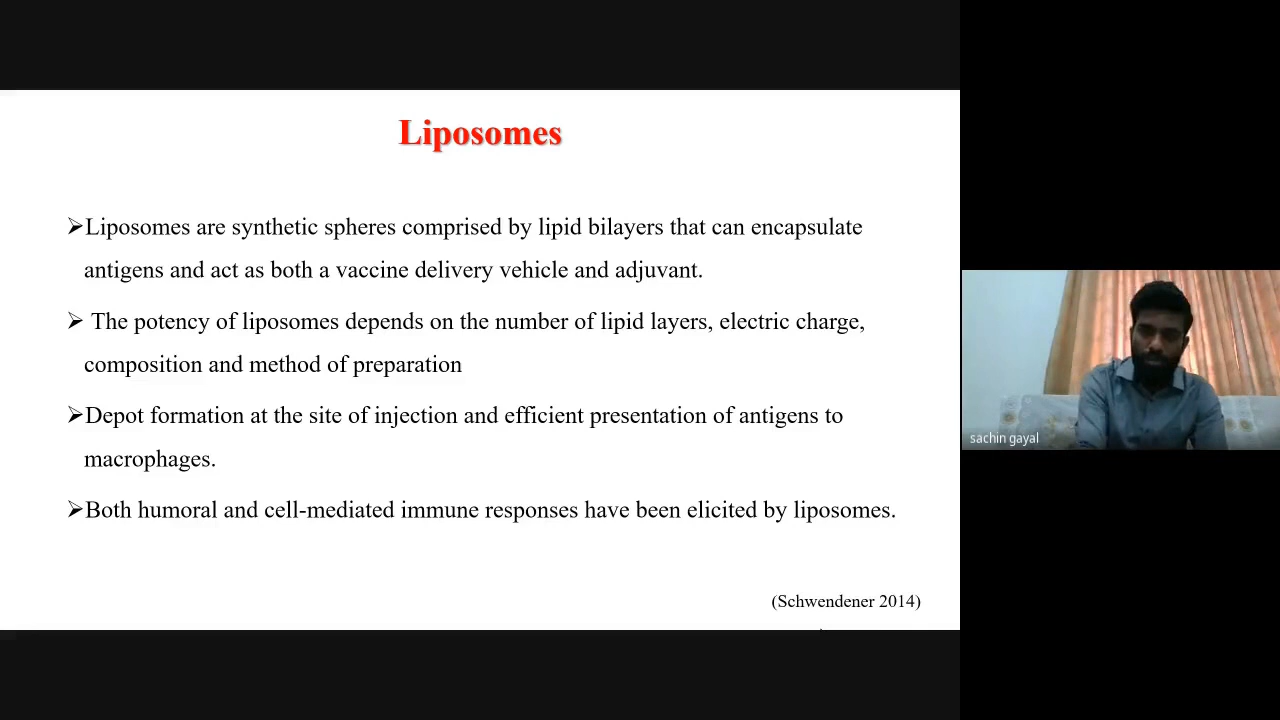 Liposomes
➢Liposomes are synthetic spheres comprised by lipid bilayers that can encapsulate
antigens and act as both a vaccine delivery vehicle and adjuvant.
➢ The potency of liposomes depends on the number of lipid layers, electric charge,
composition and method of preparation
➢Depot formation at the site of injection and efficient presentation of antigens to
macrophages.
➢Both humoral and cell-mediated immune responses have been elicited by liposomes.
(Schwendener 2014)
sachin gayal